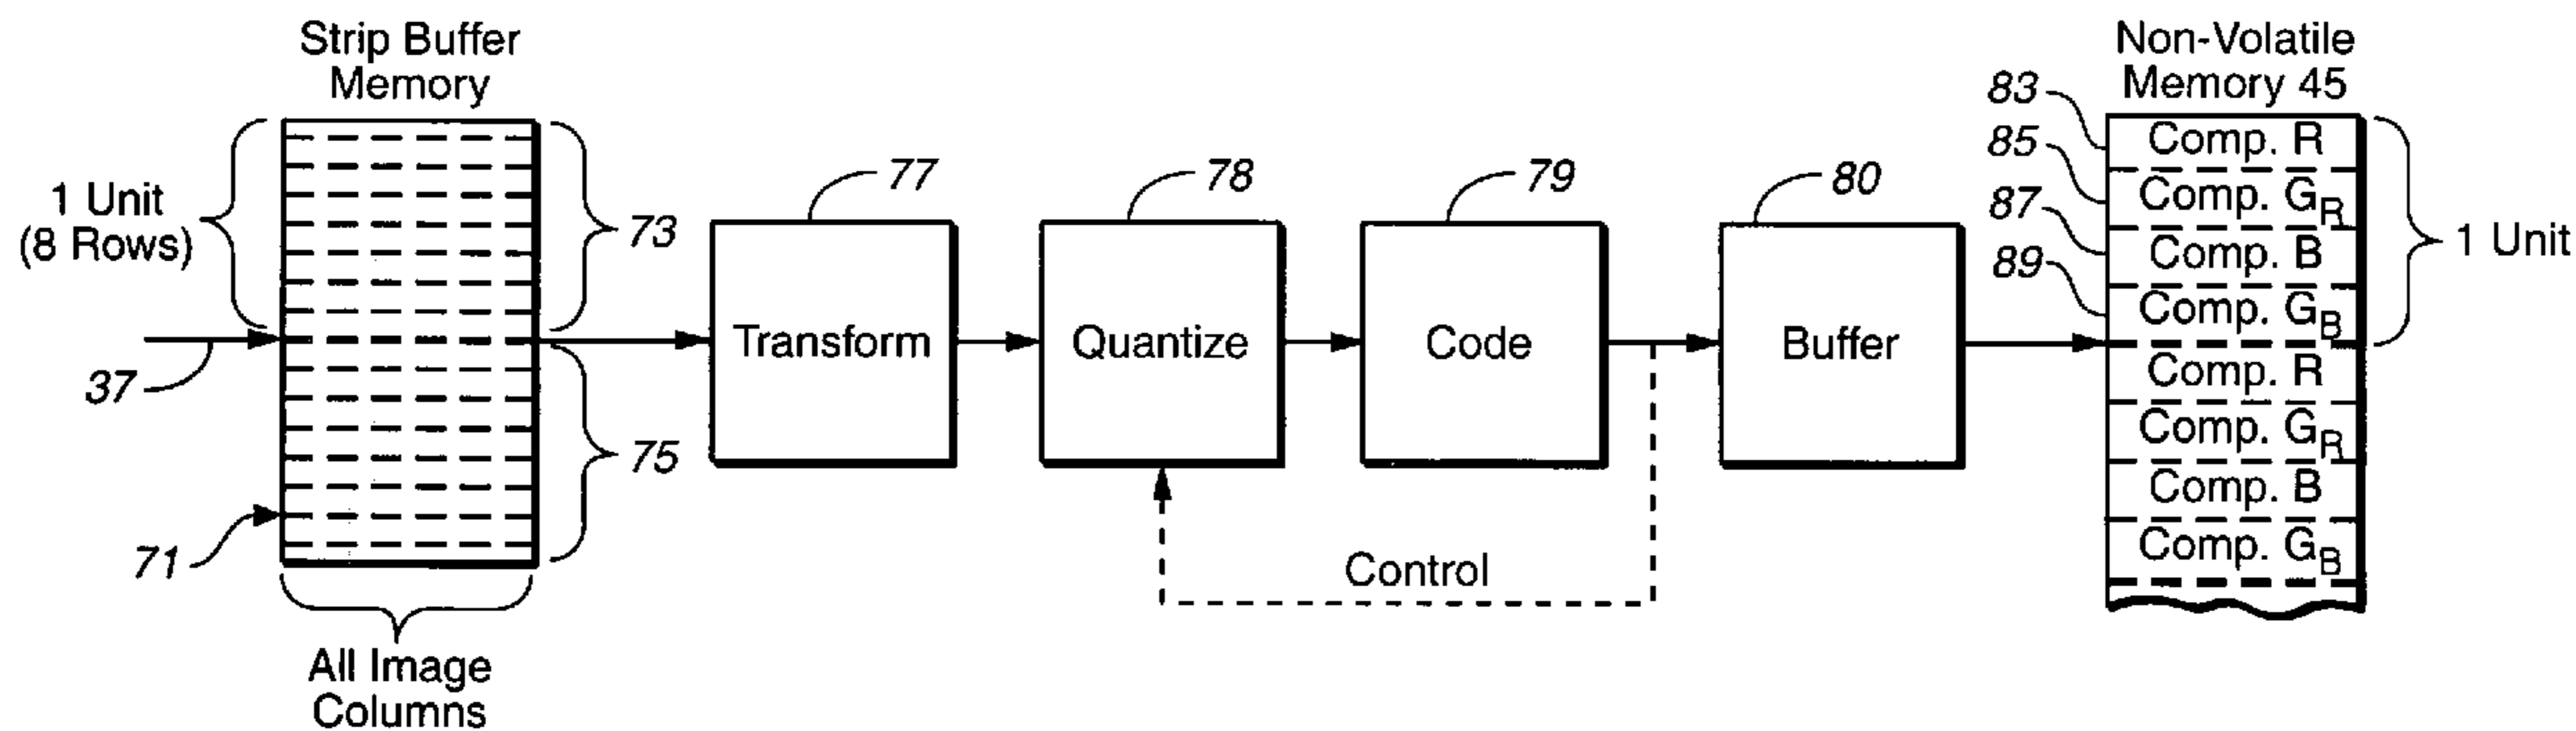 Strip Buffer
Memory
1 Unit
(8 Rows)
73
37
75
71
All Image
Columns
77
Transform
78
Quantize
79
Code
Control
80
Buffer
Non-Volatile
Memory 45
83
85
87
89
Comp. R
Comp. GR
Comp. B
Comp. GB
1 Unit
Comp. R
Comp. GR
Comp. B
Comp. GB